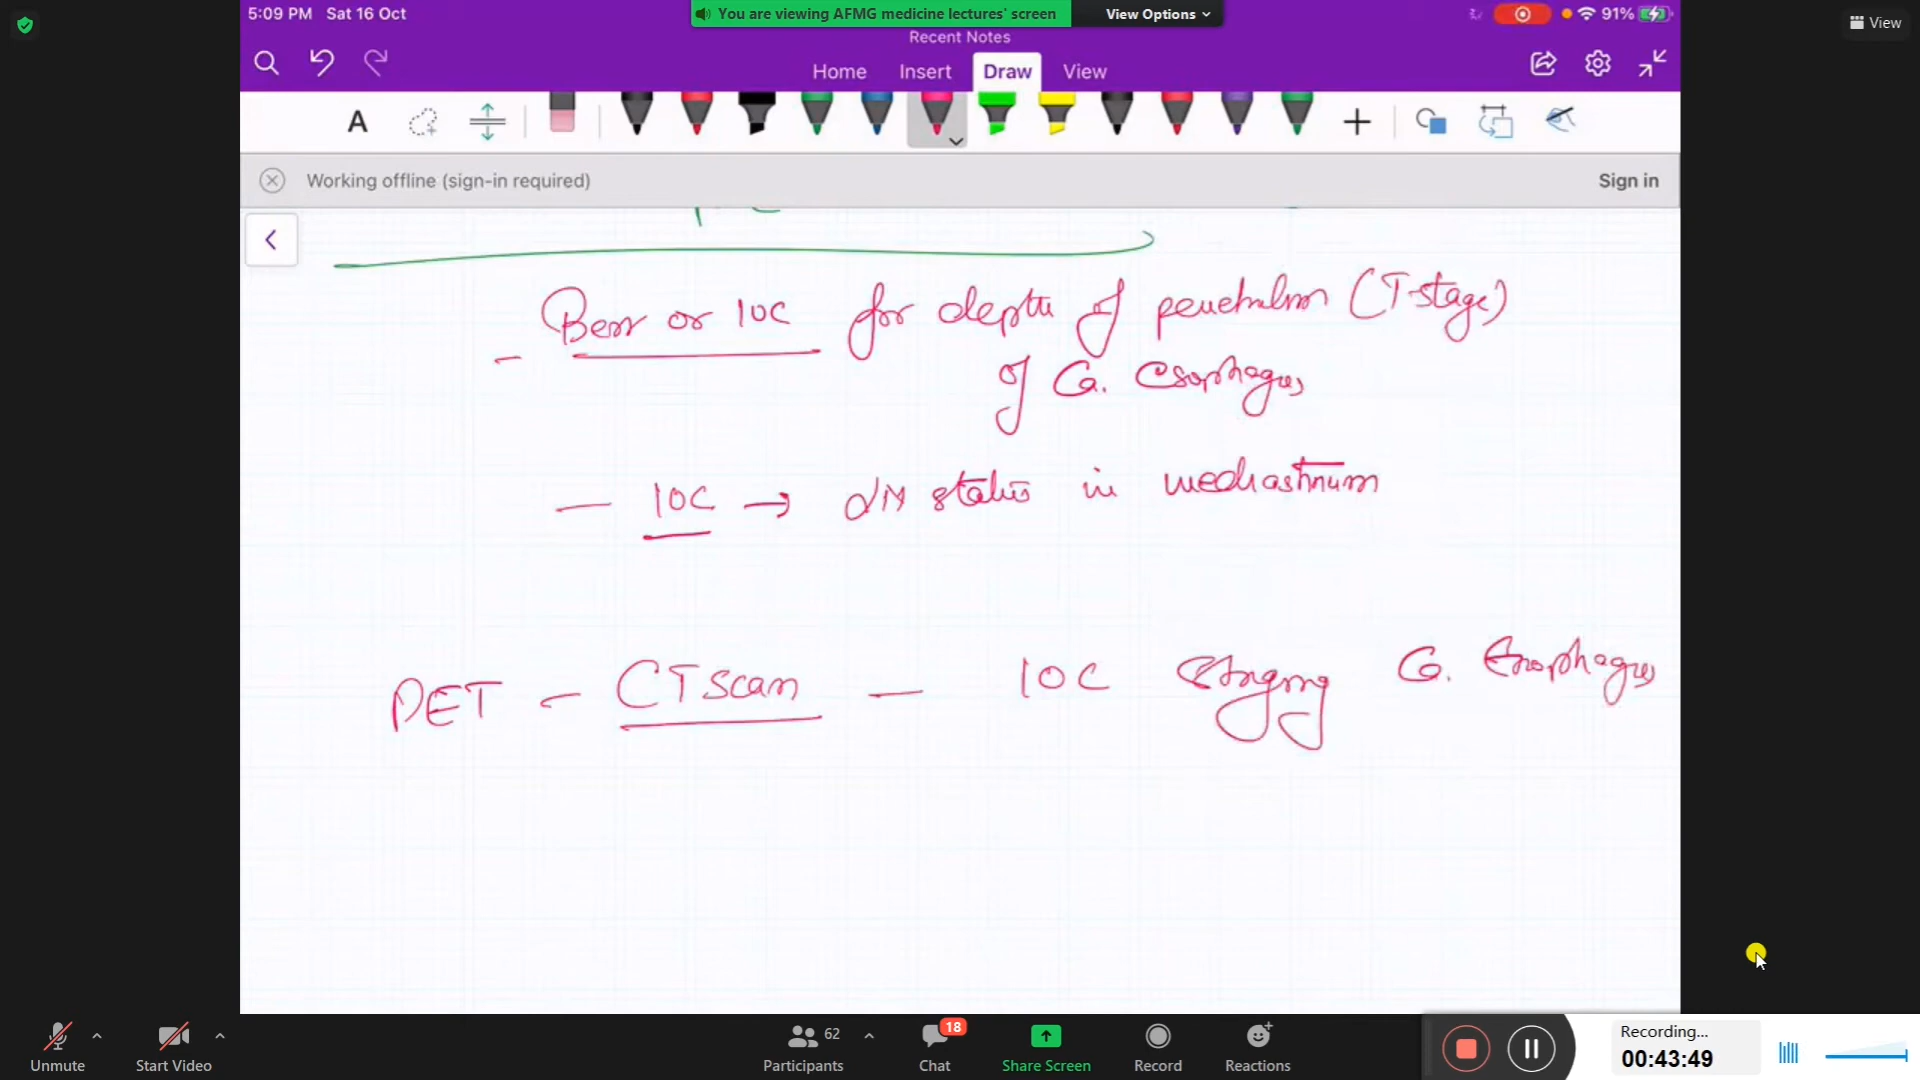 5:09 PM Sat 16 Oct
You are viewing AFMG medicine lectures' screen
View Options
91%
View
Recent Notes
Home Insert Draw View
A
Working offline (sign-in required)
Sign in
- Best or IOC for depth of penetration (T-stage)
of Ca. Esophagus
- IOC → LN status in mediastinum
PET - CT scan - IOC Staging Ca. Esophagus
Unmute
Start Video
62
Participants
18
Chat
Share Screen
Record
Reactions
Recording...
00:43:49